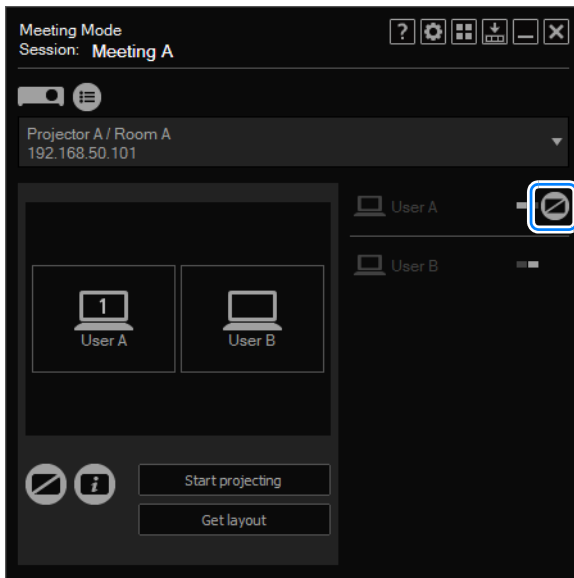 Meeting Mode
Session: Meeting A
?
Projector A / Room A
192.168.50.101
User A
User B
1
User A
User B
i
Start projecting
Get layout